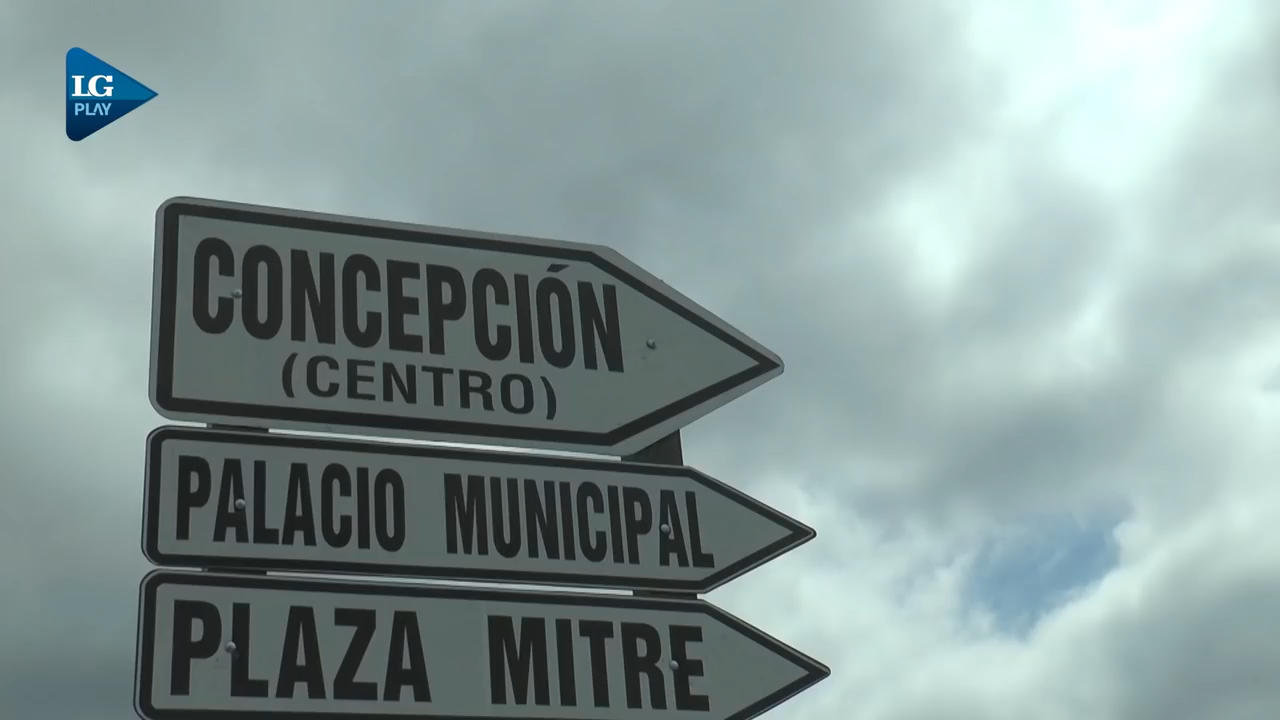 LG
PLAY
CONCEPCIÓN
(CENTRO)
PALACIO MUNICIPAL
PLAZA MITRE